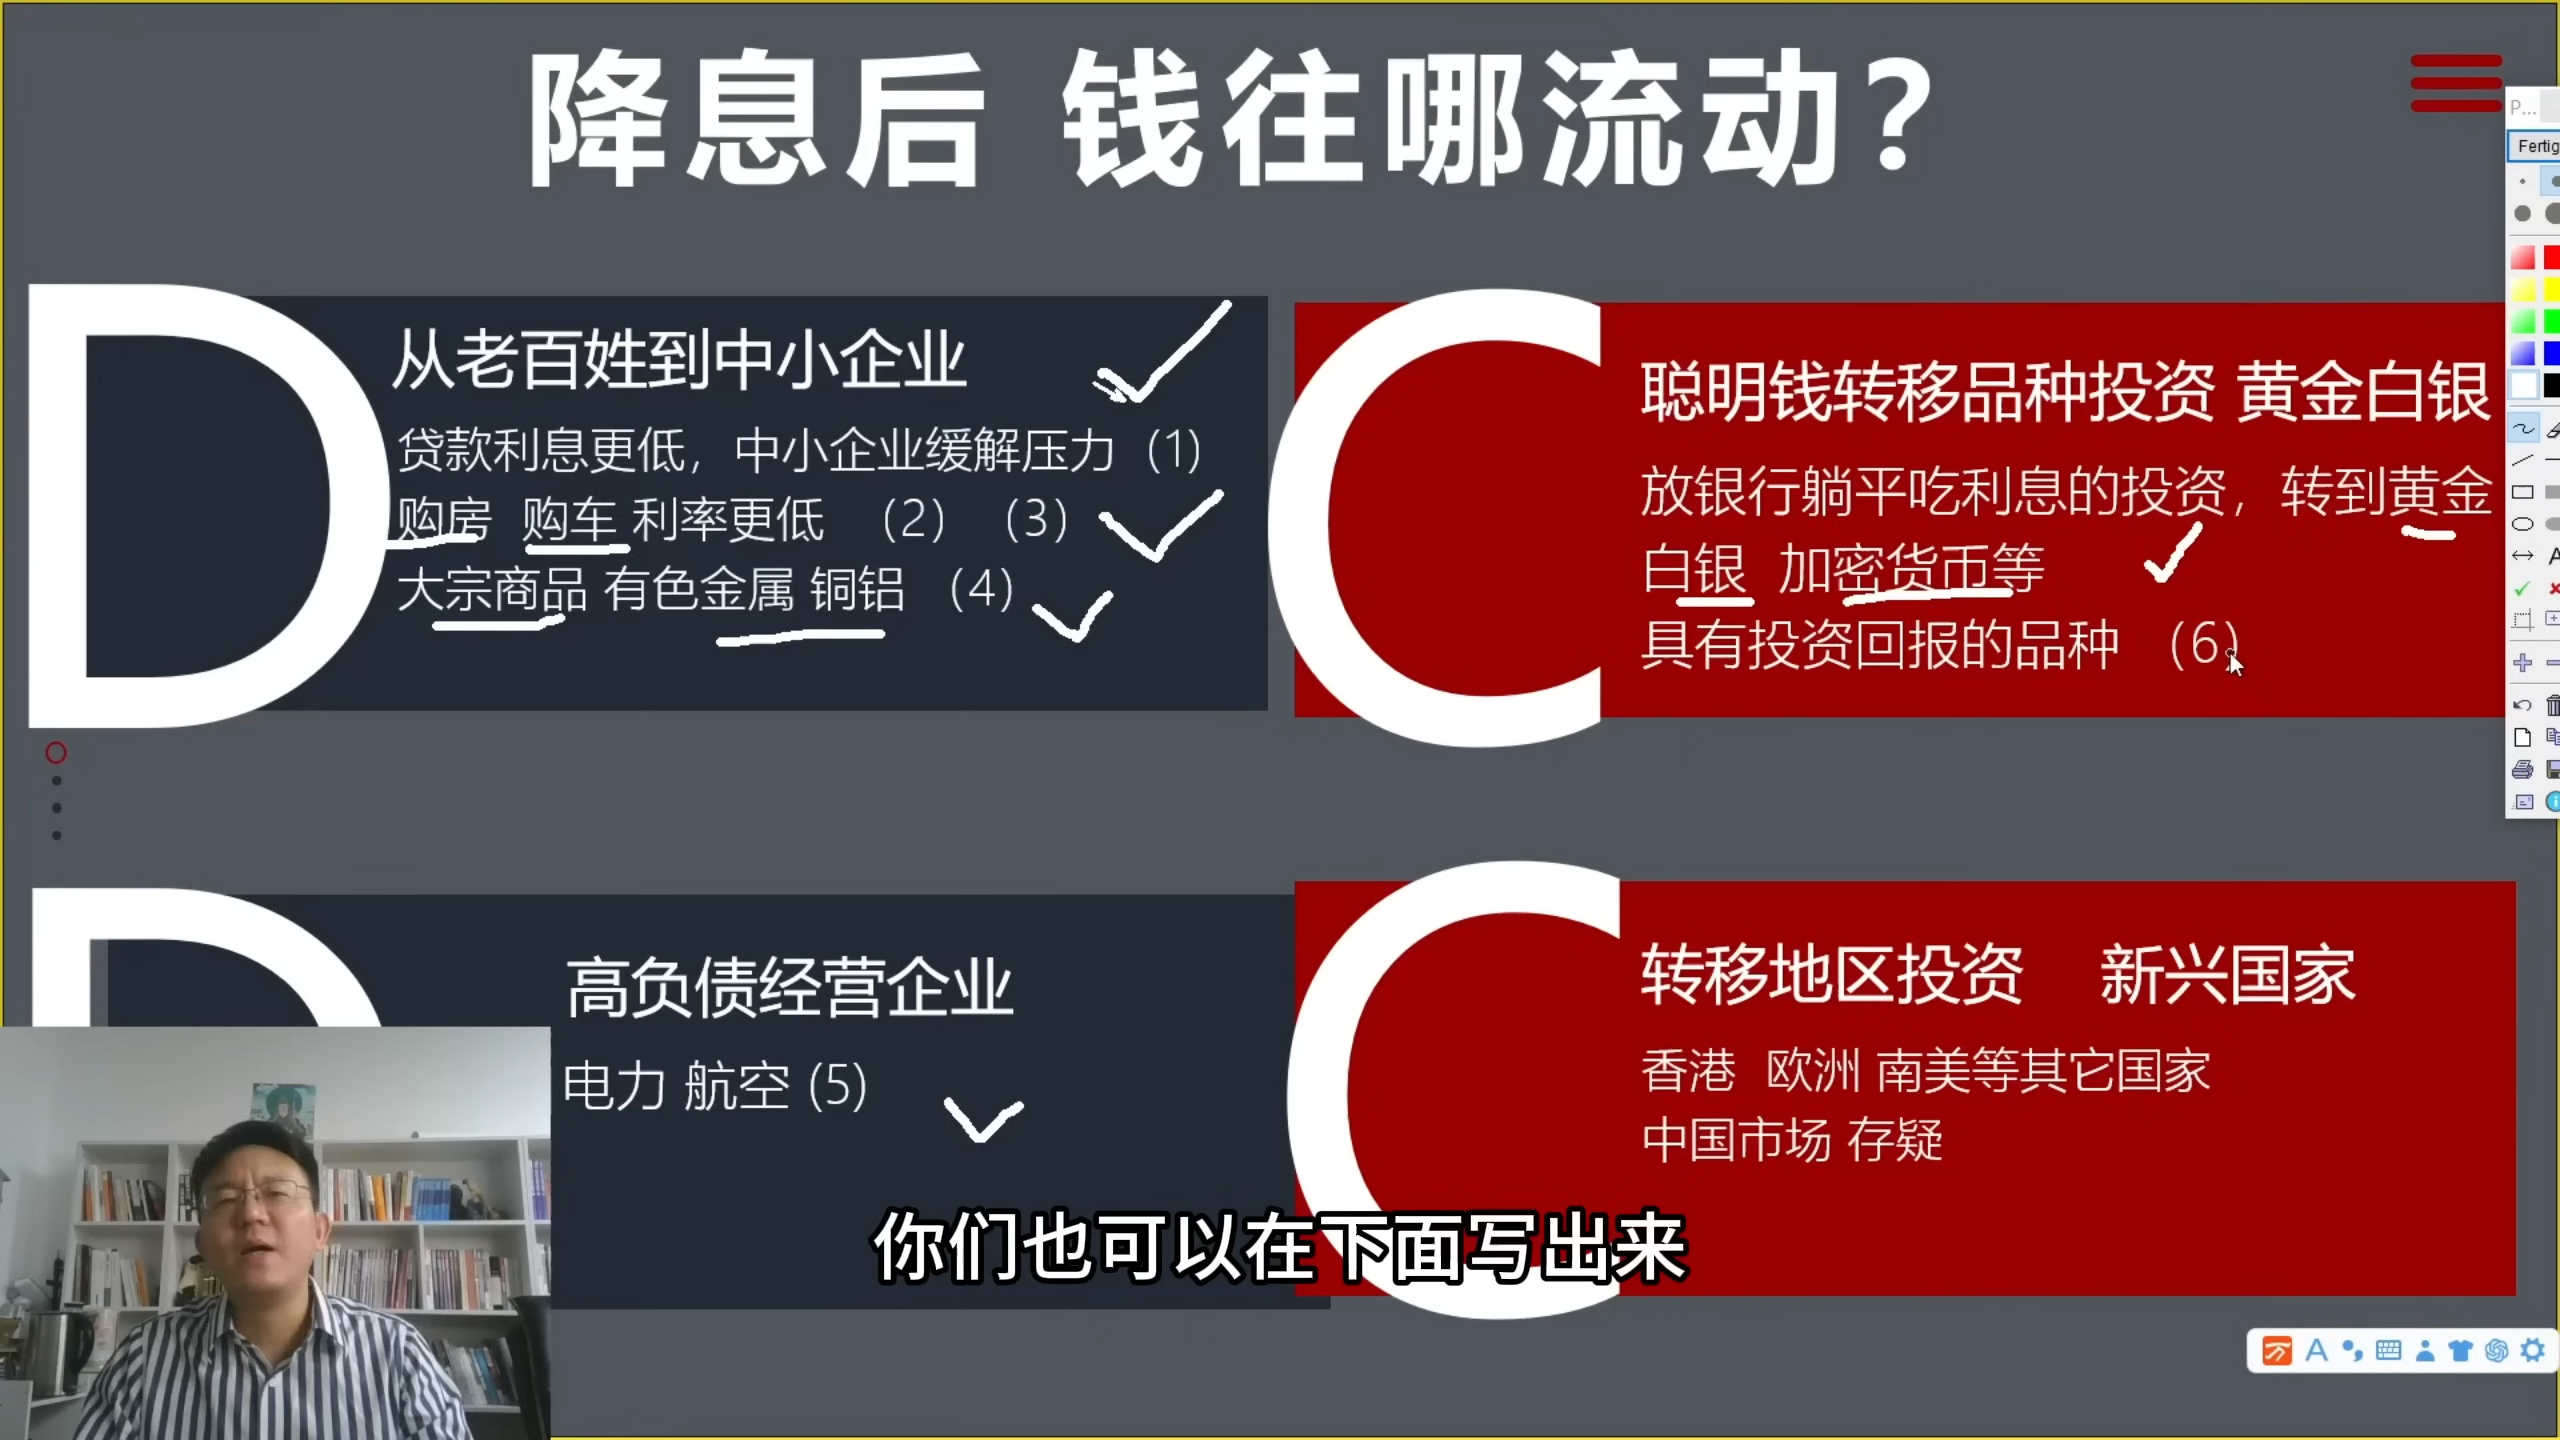 降息后 钱往哪流动？
D
从老百姓到中小企业
贷款利息更低，中小企业缓解压力（1）
购房 购车 利率更低 （2）（3）
大宗商品 有色金属 铜铝 （4）
C
聪明钱转移品种投资 黄金白银
放银行躺平吃利息的投资，转到黄金
白银 加密货币等
具有投资回报的品种 （6）
高负债经营企业
电力 航空 (5)
C
转移地区投资 新兴国家
香港 欧洲 南美等其它国家
中国市场 存疑
你们也可以在下面写出来
P...
Fertig
A